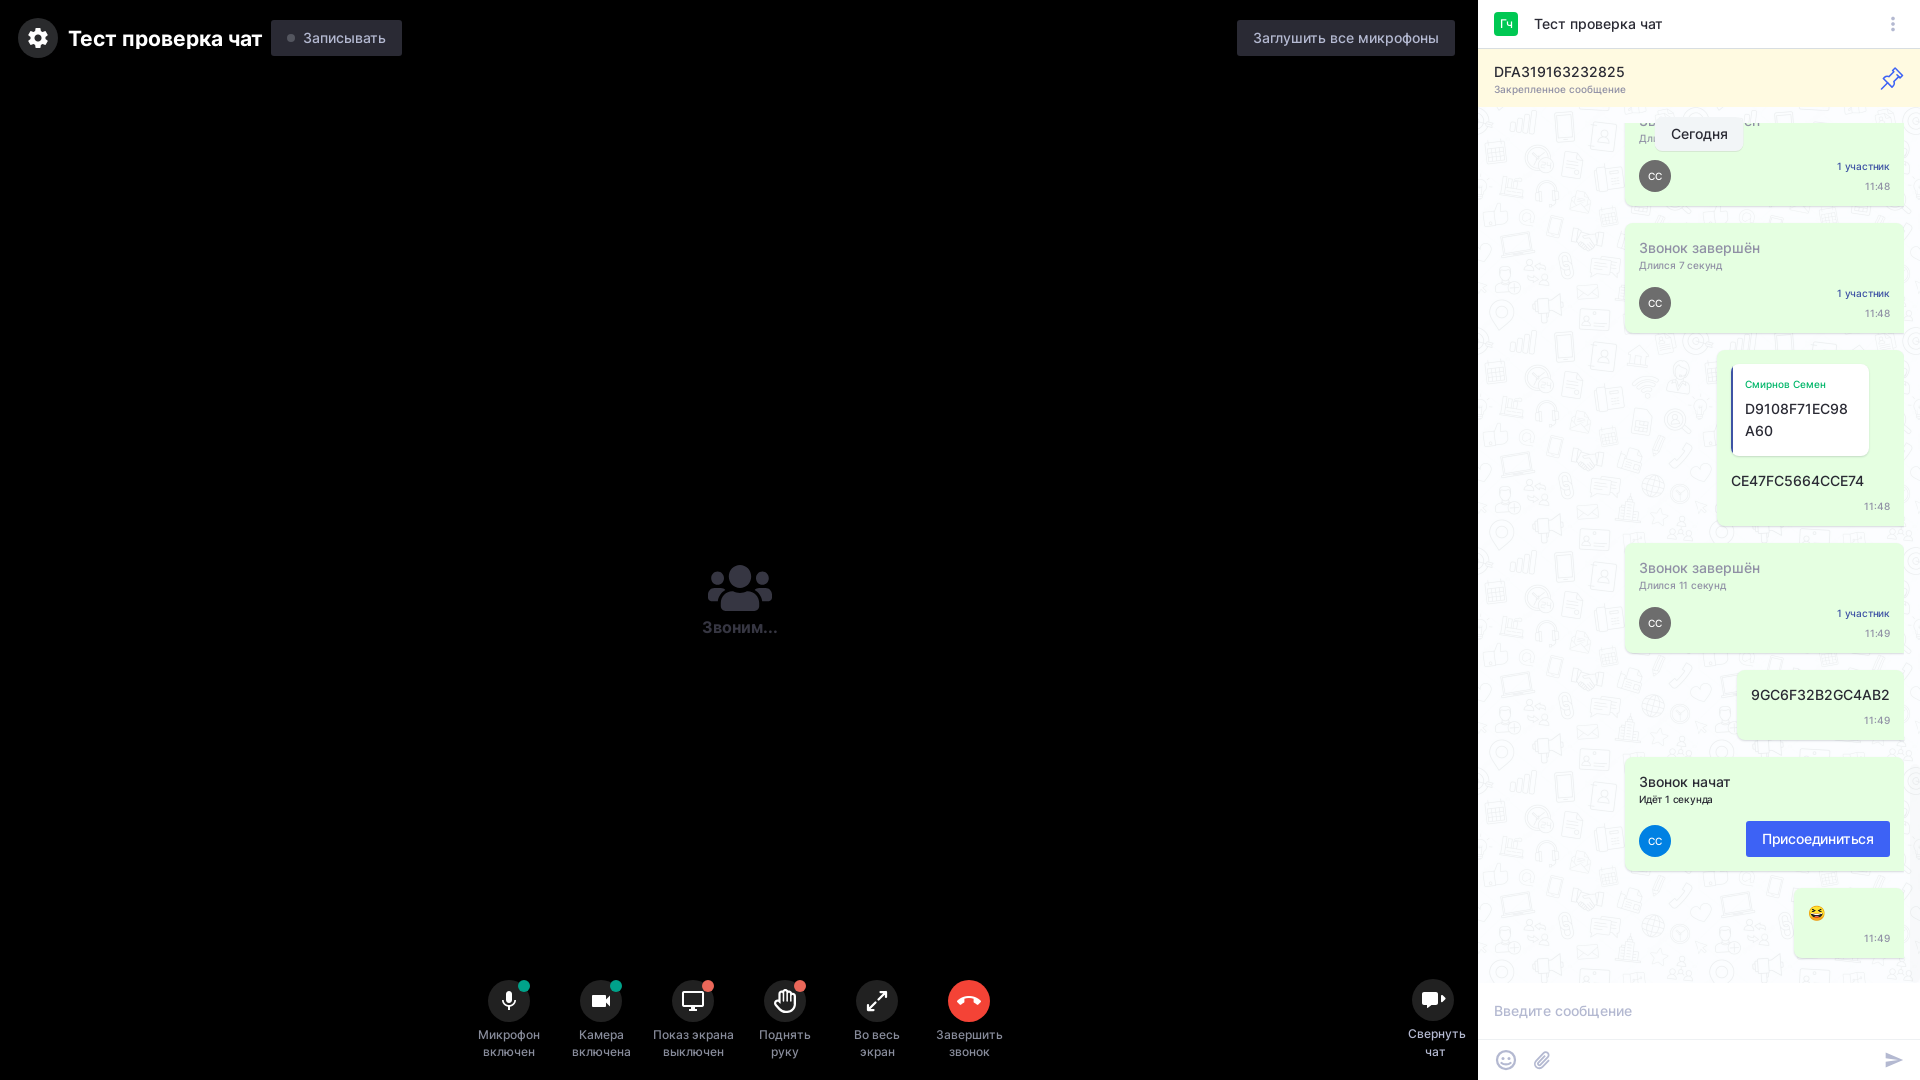 Тест проверка чат
Записывать
Заглушить все микрофоны
Звоним...
Микрофон
включен
Камера
включена
Показ экрана
выключен
Поднять
руку
Во весь
экран
Завершить
звонок
Свернуть
чат
Гч
Тест проверка чат
DFA319163232825
Закрепленное сообщение
Сегодня
СС
1 участник
11:48
Звонок завершён
Длился 7 секунд
СС
1 участник
11:48
Смирнов Семен
D9108F71EC98
A60
CE47FC5664CCE74
11:48
Звонок завершён
Длился 11 секунд
СС
1 участник
11:49
9GC6F32B2GC4AB2
11:49
Звонок начат
Идёт 1 секунда
СС
Присоединиться
😆
11:49
Введите сообщение